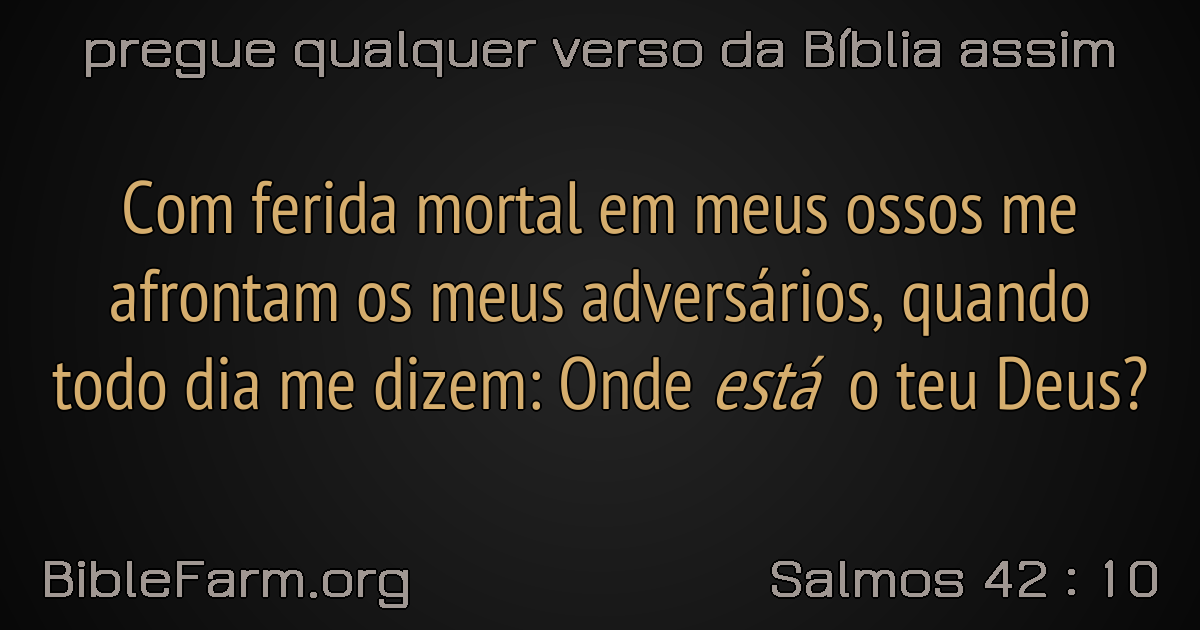 pregue qualquer verso da Bíblia assim
Com ferida mortal em meus ossos me
afrontam os meus adversários, quando
todo dia me dizem: Onde está o teu Deus?
BibleFarm.org
Salmos 42 : 10